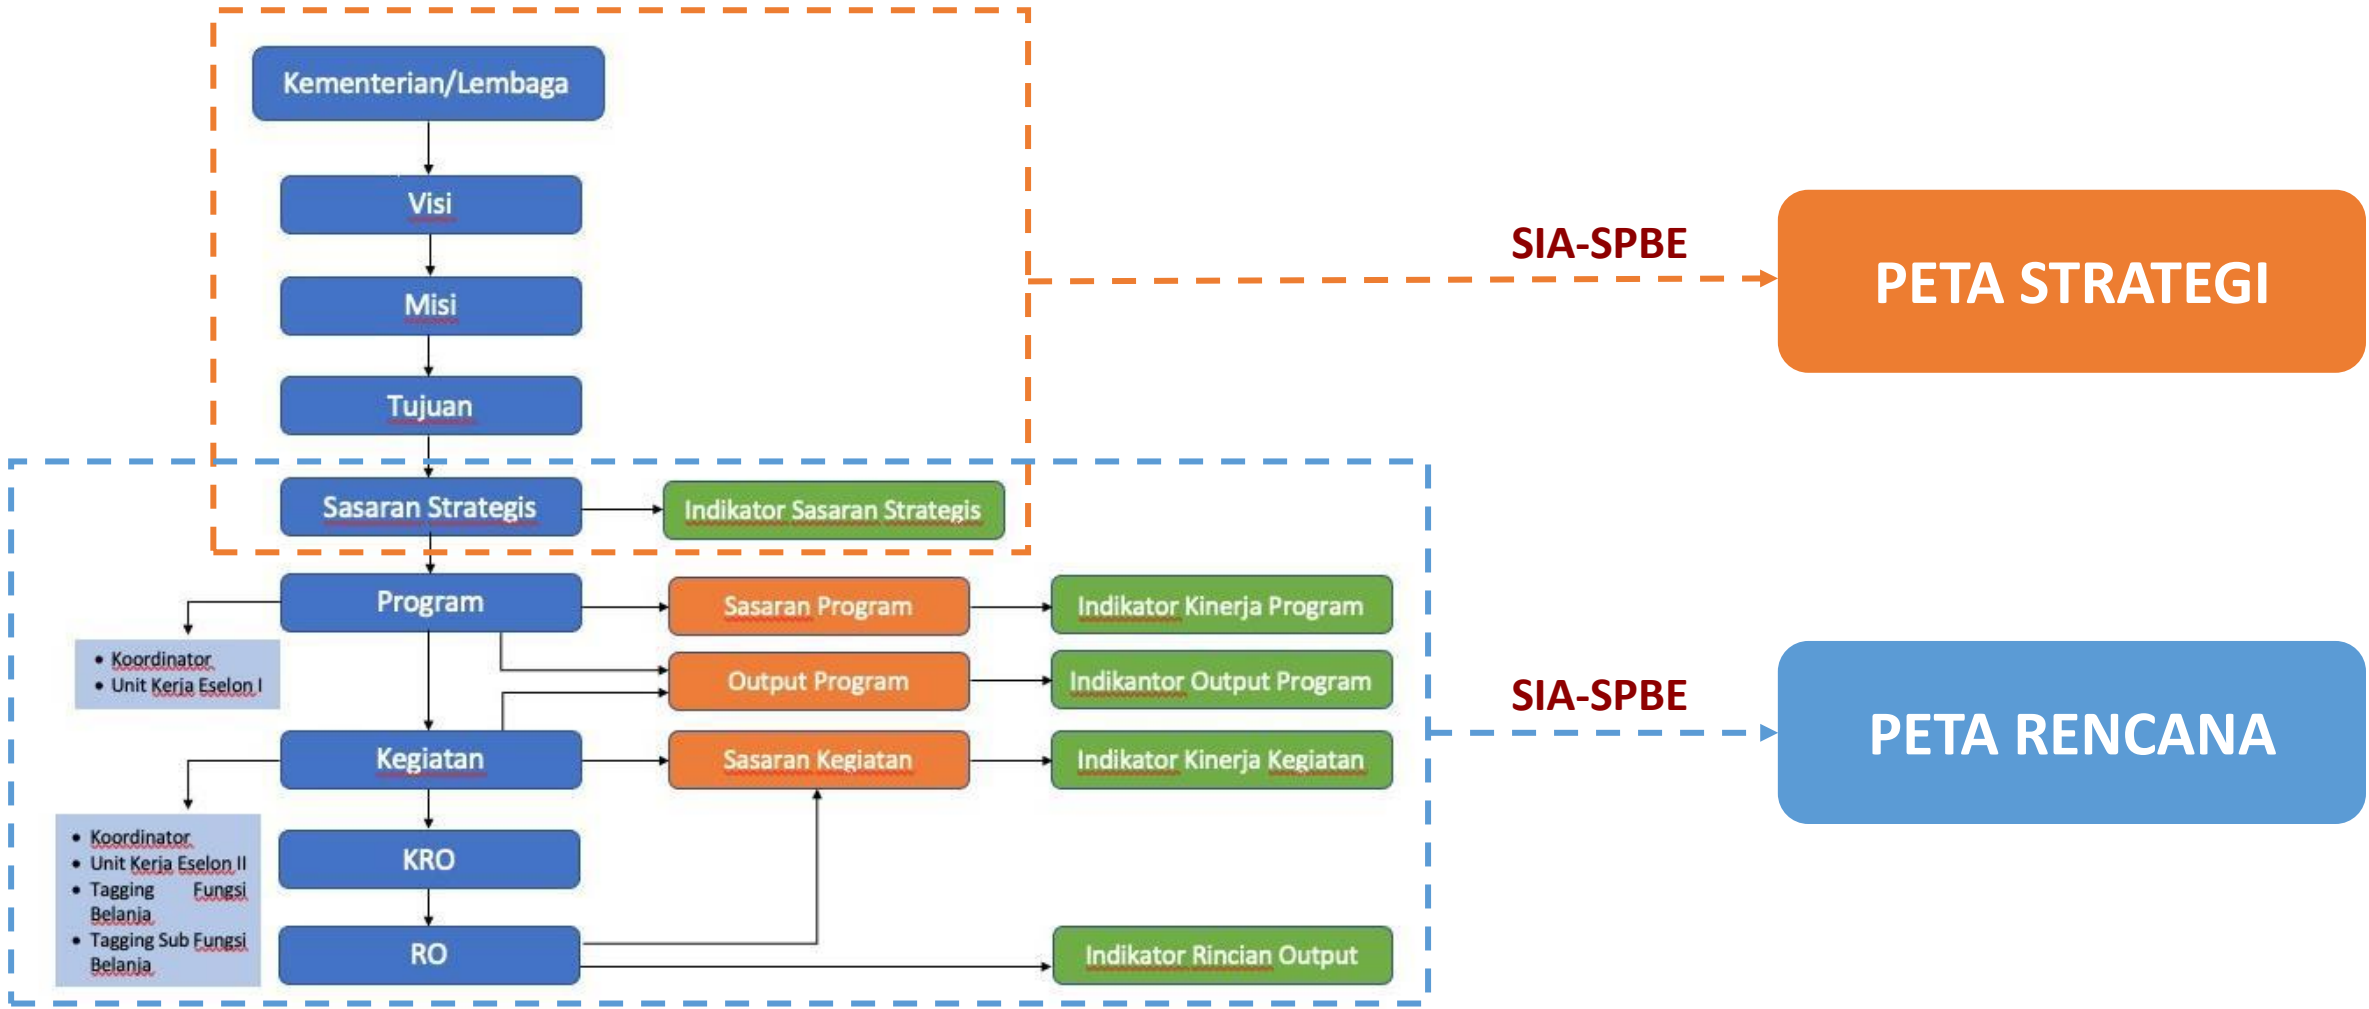 Kementerian/Lembaga
Visi
Misi
Tujuan
Sasaran Strategis
Indikator Sasaran Strategis
Program
Sasaran Program
Indikator Kinerja Program
• Koordinator
• Unit Kerja Eselon I
Output Program
Indikantor Output Program
Kegiatan
Sasaran Kegiatan
Indikator Kinerja Kegiatan
• Koordinator
• Unit Kerja Eselon II
• Tagging Fungsi
Belanja
• Tagging Sub Fungsi
Belanja
KRO
RO
Indikator Rincian Output
SIA-SPBE
PETA STRATEGI
SIA-SPBE
PETA RENCANA